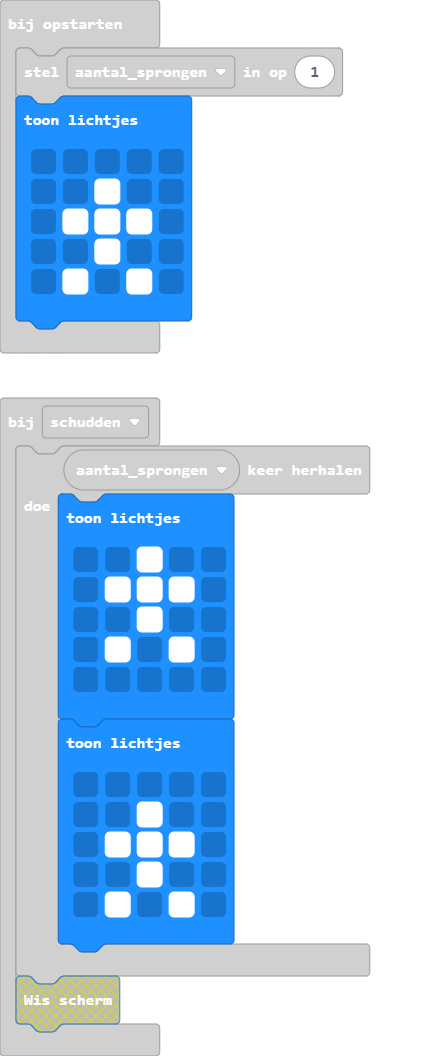 bij opstarten
stel aantal_sprongen in op 1
toon lichtjes
bij schudden
aantal_sprongen keer herhalen
doe
toon lichtjes
toon lichtjes
Wis scherm